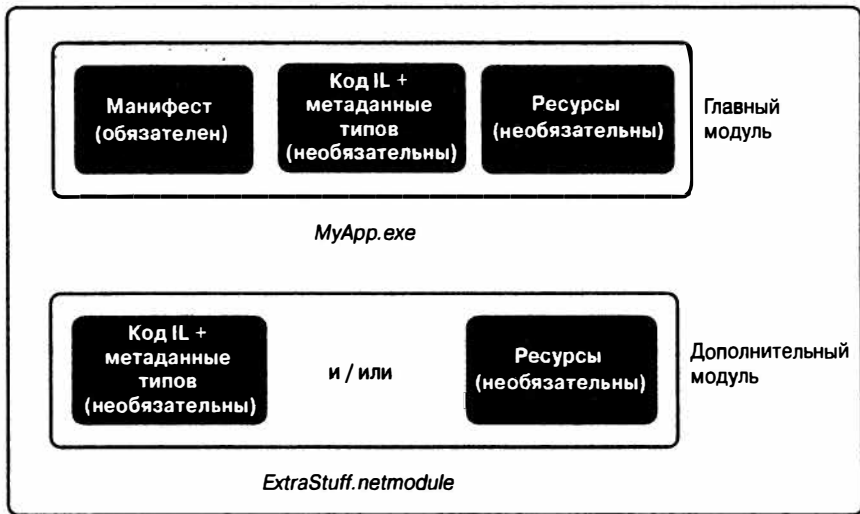 Манифест
(обязателен)
Код IL +
метаданные
типов
(необязательны)
Ресурсы
(необязательны)
Главный
модуль
MyApp.exe
Код IL +
метаданные
типов
(необязательны)
и / или
Ресурсы
(необязательны)
Дополнительный
модуль
ExtraStuff.netmodule